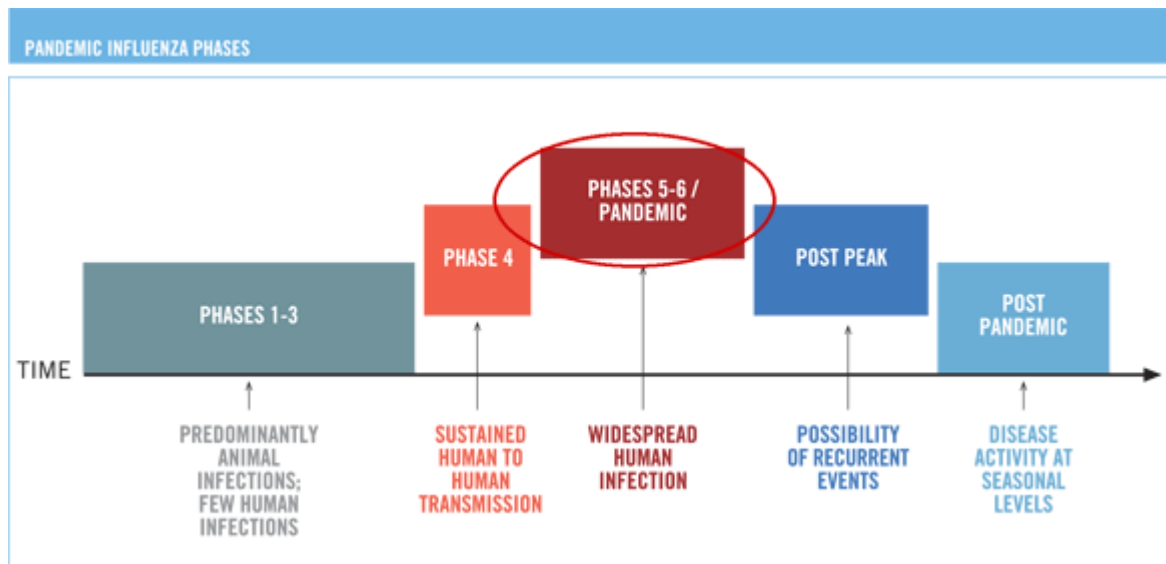 PANDEMIC INFLUENZA PHASES
PHASES 5-6 /
PANDEMIC
PHASE 4
POST PEAK
PHASES 1-3
POST
PANDEMIC
TIME
PREDOMINANTLY
ANIMAL
INFECTIONS;
FEW HUMAN
INFECTIONS
SUSTAINED
HUMAN TO
HUMAN
TRANSMISSION
WIDESPREAD
HUMAN
INFECTION
POSSIBILITY
OF RECURRENT
EVENTS
DISEASE
ACTIVITY AT
SEASONAL
LEVELS